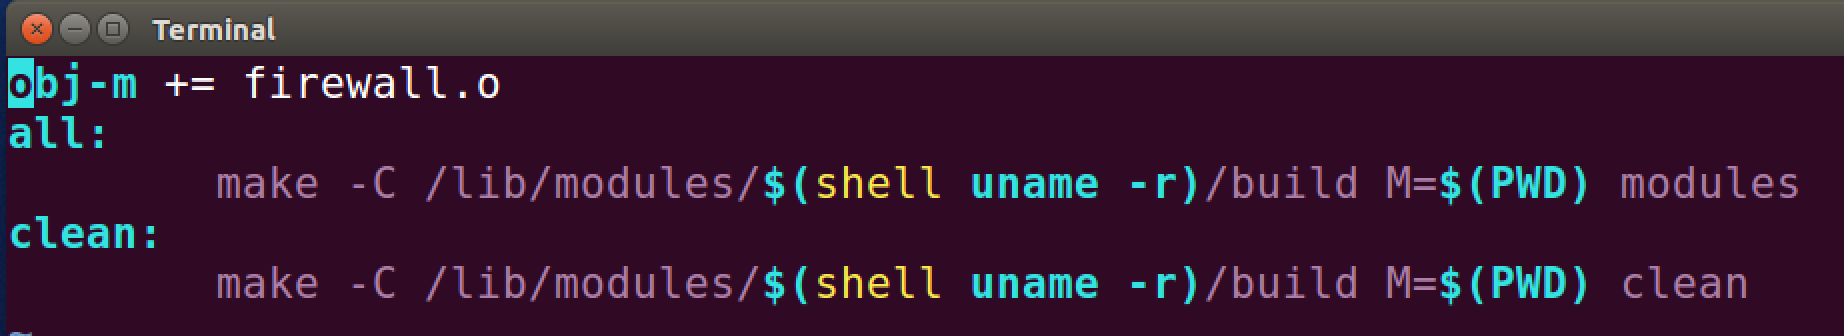 Terminal
obj-m += firewall.o
all:
        make -C /lib/modules/$(shell uname -r)/build M=$(PWD) modules
clean:
        make -C /lib/modules/$(shell uname -r)/build M=$(PWD) clean
~